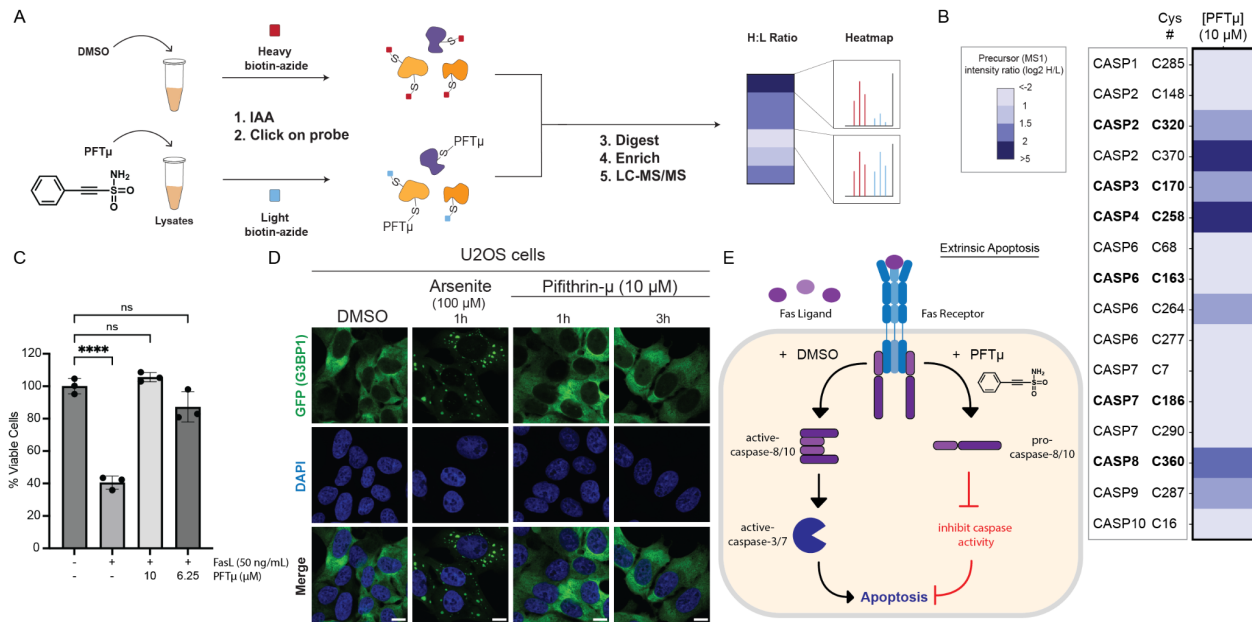 A
DMSO
PFTµ
NH₂
S
O
O
Lysates
Heavy
biotin-azide
1. IAA
2. Click on probe
Light
biotin-azide
S
S
S
S
PFTµ
S
S
PFTµ
S
3. Digest
4. Enrich
5. LC-MS/MS
H:L Ratio
Heatmap
B
Precursor (MS1)
intensity ratio (log2 H/L)
<-2
1
1.5
2
>5
Cys
#
[PFTµ]
(10 µM)
CASP1 C285
CASP2 C148
CASP2 C320
CASP2 C370
CASP3 C170
CASP4 C258
CASP6 C68
CASP6 C163
CASP6 C264
CASP6 C277
CASP7 C7
CASP7 C186
CASP7 C290
CASP8 C360
CASP9 C287
CASP10 C16
C
ns
ns
****
% Viable Cells
120
100
80
60
40
20
0
- + + + FasL (50 ng/mL)
- - 10 6.25 PFTµ (µM)
D
U2OS cells
DMSO
Arsenite
(100 µM)
1h
Pifithrin-µ (10 µM)
1h
3h
GFP (G3BP1)
DAPI
Merge
E
Extrinsic Apoptosis
Fas Ligand
Fas Receptor
+ DMSO
+ PFTµ
NH₂
S
O
O
active-
caspase-8/10
pro-
caspase-8/10
active-
caspase-3/7
inhibit caspase
activity
Apoptosis